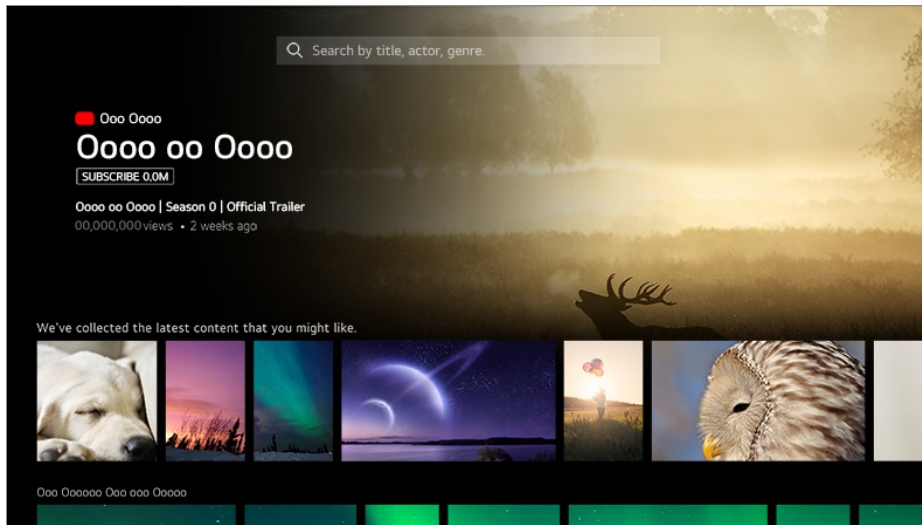 Search by title, actor, genre.
Ooo Oooo
Oooo oo Oooo
SUBSCRIBE 0.0M
Oooo oo Oooo | Season 0 | Official Trailer
00,000,000 views • 2 weeks ago
We've collected the latest content that you might like.
Ooo Oooooo Ooo ooo Ooooo